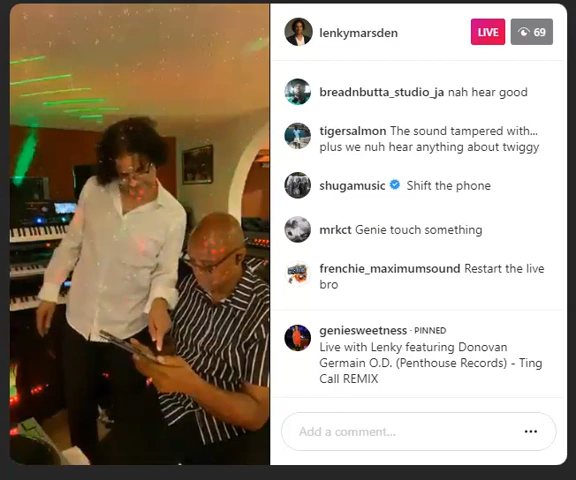 lenkymarsden
LIVE
69
breadnbutta_studio_ja nah hear good
tigersalmon The sound tampered with...
plus we nuh hear anything about twiggy
shugamusic Shift the phone
mrkct Genie touch something
frenchie_maximumsound Restart the live
bro
geniesweetness · PINNED
Live with Lenky featuring Donovan
Germain O.D. (Penthouse Records) - Ting
Call REMIX
Add a comment...